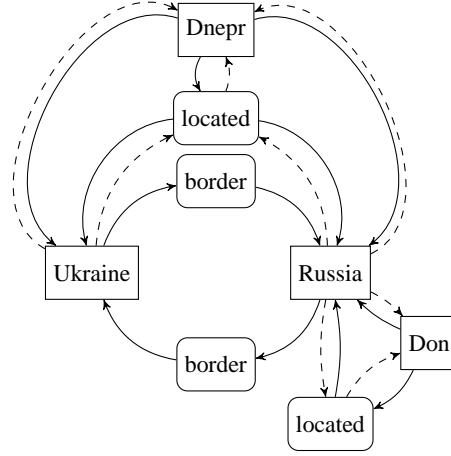 Dnepr
located
border
Ukraine
Russia
Don
border
located